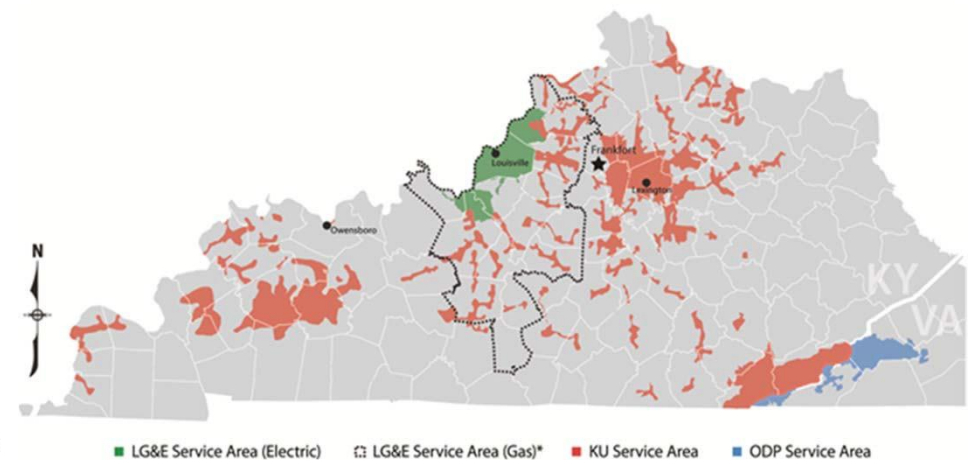 Frankfort
Louisville
Lexington
Owensboro
N
KY
VA
LG&E Service Area (Electric) LG&E Service Area (Gas)* KU Service Area ODP Service Area